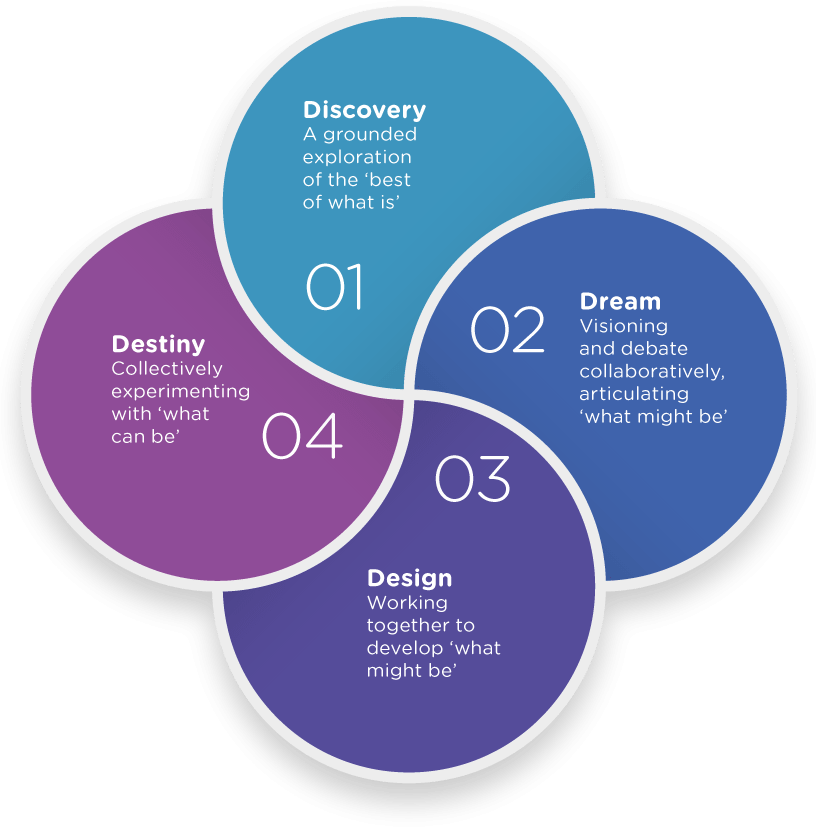 Discovery
A grounded
exploration
of the ‘best
of what is’
01
02
Dream
Visioning
and debate
collaboratively,
articulating
‘what might be’
03
Design
Working
together to
develop ‘what
might be’
Destiny
Collectively
experimenting
with ‘what
can be’
04